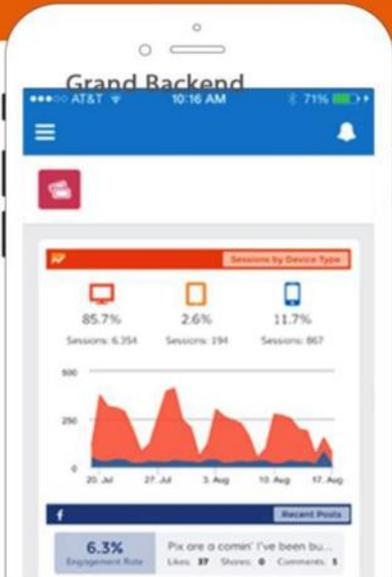 Grand Backend
AT&T 10:16 AM 71%
Sessions by Device Type
85.7% 2.6% 11.7%
Sessions: 6,354 Sessions: 194 Sessions: 867
500
250
0
20. Jul 27. Jul 3. Aug 10. Aug 17. Aug
f Recent Posts
6.3% Pix are a comin' I've been bu...
Engagement Rate Likes: 37 Shares: 0 Comments: 1